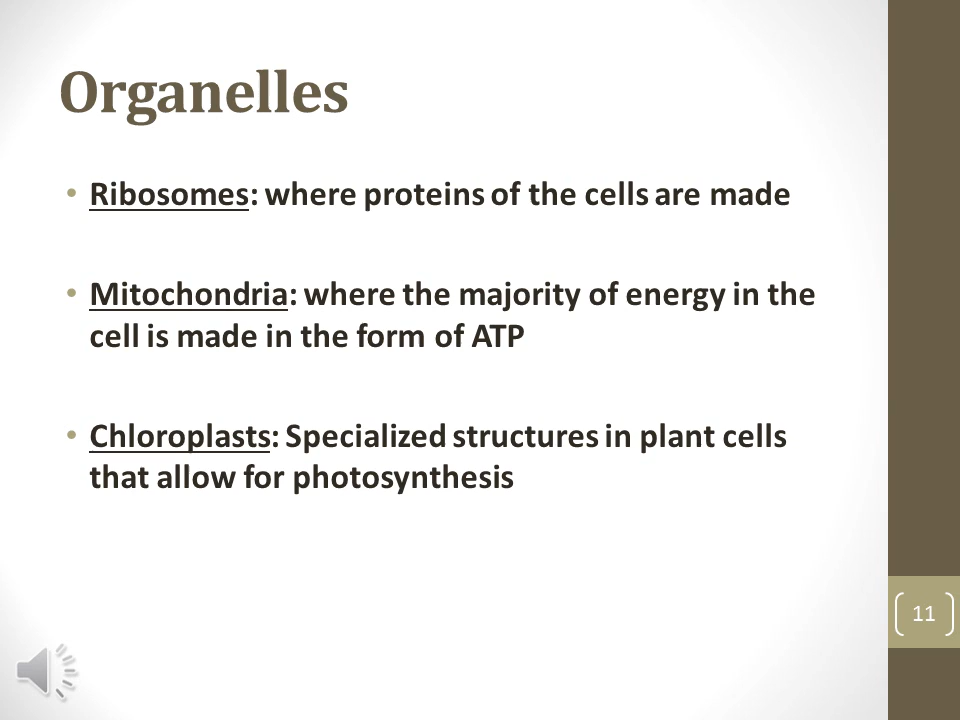 Organelles
• Ribosomes: where proteins of the cells are made
• Mitochondria: where the majority of energy in the
cell is made in the form of ATP
• Chloroplasts: Specialized structures in plant cells
that allow for photosynthesis
11